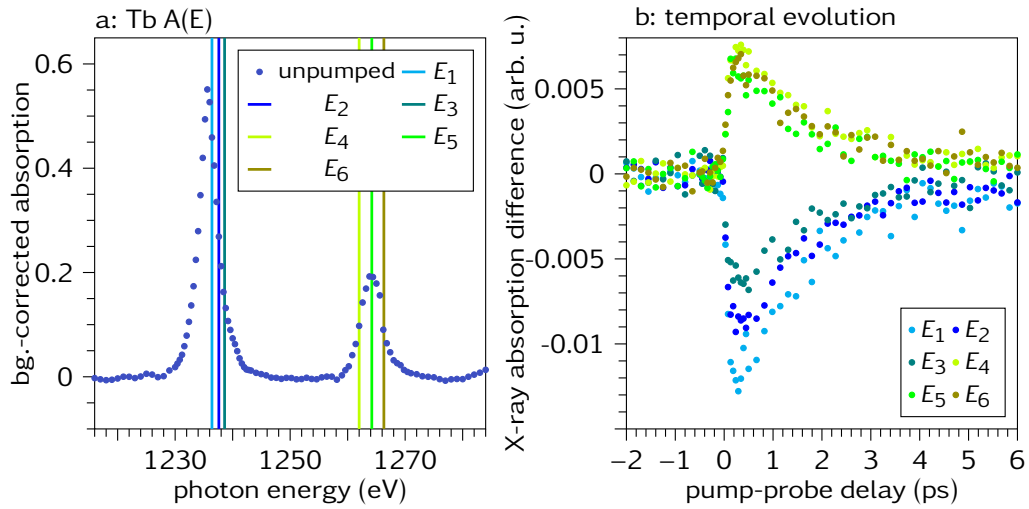 a: Tb A(E)
bg.-corrected absorption
0.6
0.4
0.2
0
unpumped
E1
E2
E3
E4
E5
E6
1230
1250
1270
photon energy (eV)
b: temporal evolution
X-ray absorption difference (arb. u.)
0.005
0
-0.005
-0.01
E1 E2
E3 E4
E5 E6
−2 −1 0 1 2 3 4 5 6
pump-probe delay (ps)